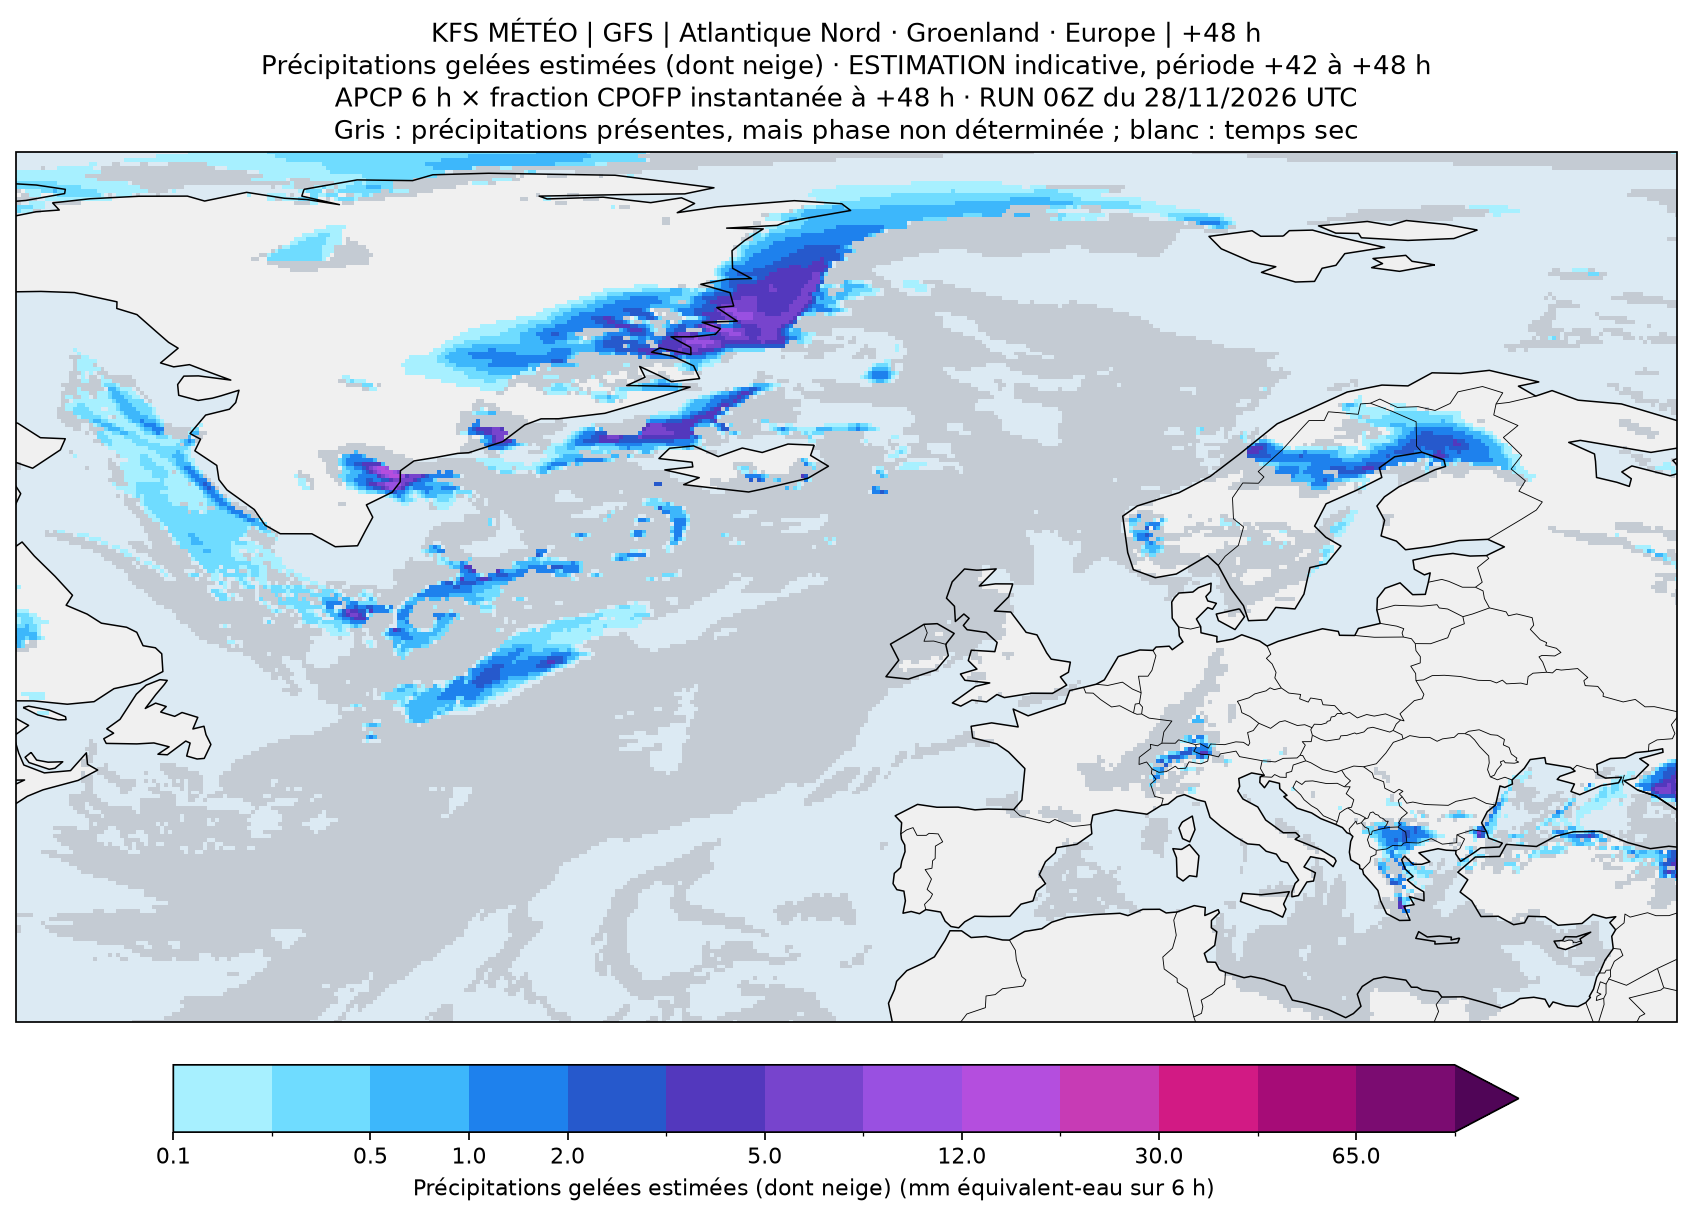 KFS MÉTÉO | GFS | Atlantique Nord · Groenland · Europe | +48 h
Précipitations gelées estimées (dont neige) · ESTIMATION indicative, période +42 à +48 h
APCP 6 h × fraction CPOFP instantanée à +48 h · RUN 06Z du 28/11/2026 UTC
Gris : précipitations présentes, mais phase non déterminée ; blanc : temps sec
0.1 0.5 1.0 2.0 5.0 12.0 30.0 65.0
Précipitations gelées estimées (dont neige) (mm équivalent-eau sur 6 h)